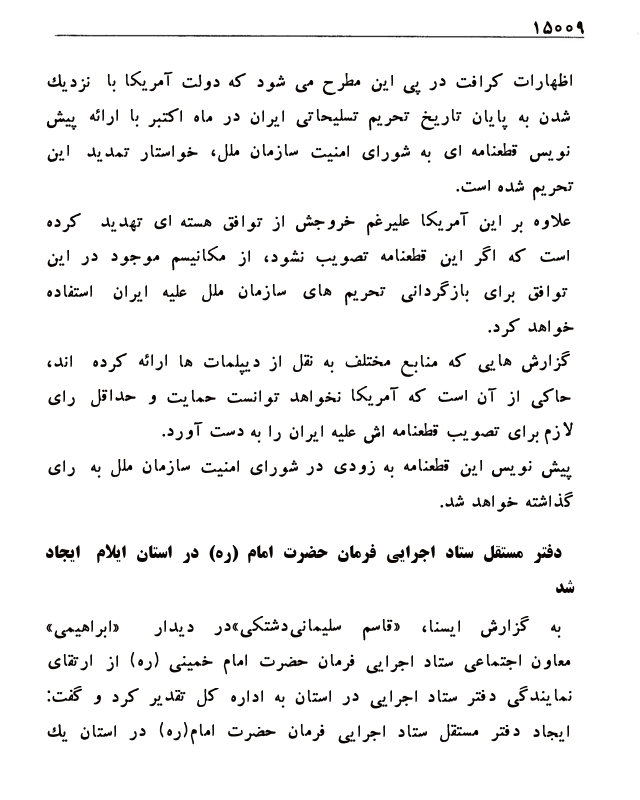 ۱۵۰۰۹
اظهارات کرافت در پی این مطرح می شود که دولت آمریکا با نزدیك
شدن به پایان تاریخ تحریم تسلیحاتی ایران در ماه اکتبر با ارائه پیش
نویس قطعنامه ای به شورای امنیت سازمان ملل، خواستار تمدید این
تحریم شده است.
علاوه بر این آمریکا علیرغم خروجش از توافق هسته ای تهدید کرده
است که اگر این قطعنامه تصویب نشود، از مکانیسم موجود در این
توافق برای بازگردانی تحریم های سازمان ملل علیه ایران استفاده
خواهد کرد.
گزارش هایی که منابع مختلف به نقل از دیپلمات ها ارائه کرده اند،
حاکی از آن است که آمریکا نخواهد توانست حمایت و حداقل رای
لازم برای تصویب قطعنامه اش علیه ایران را به دست آورد.
پیش نویس این قطعنامه به زودی در شورای امنیت سازمان ملل به رای
گذاشته خواهد شد.
دفتر مستقل ستاد اجرایی فرمان حضرت امام (ره) در استان ایلام ایجاد
شد
به گزارش ایسنا، «قاسم سلیمانی‌دشتکی»در دیدار «ابراهیمی»
معاون اجتماعی ستاد اجرایی فرمان حضرت امام خمینی (ره) از ارتقای
نمایندگی دفتر ستاد اجرایی در استان به اداره کل تقدیر کرد و گفت:
ایجاد دفتر مستقل ستاد اجرایی فرمان حضرت امام(ره) در استان یك